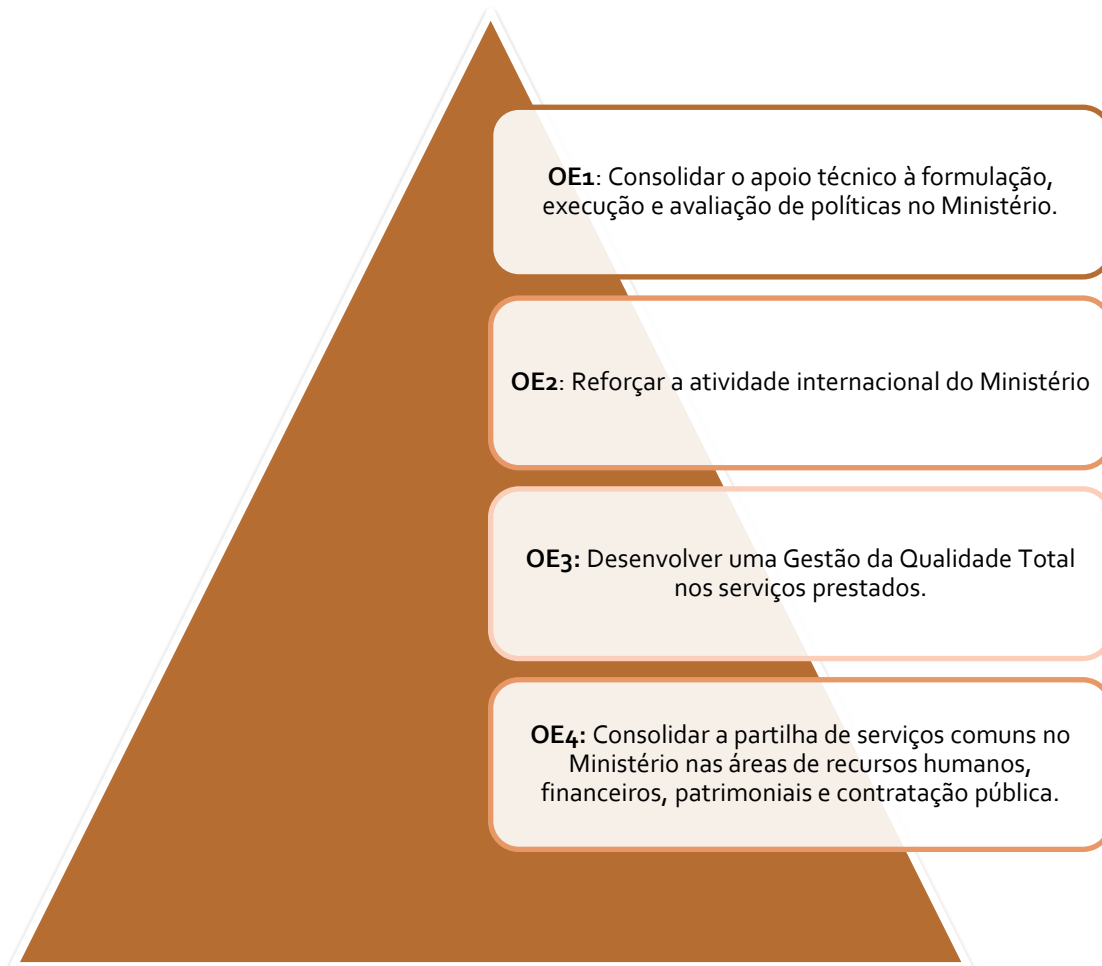 OE1: Consolidar o apoio técnico à formulação,
execução e avaliação de políticas no Ministério.
OE2: Reforçar a atividade internacional do Ministério
OE3: Desenvolver uma Gestão da Qualidade Total
nos serviços prestados.
OE4: Consolidar a partilha de serviços comuns no
Ministério nas áreas de recursos humanos,
financeiros, patrimoniais e contratação pública.